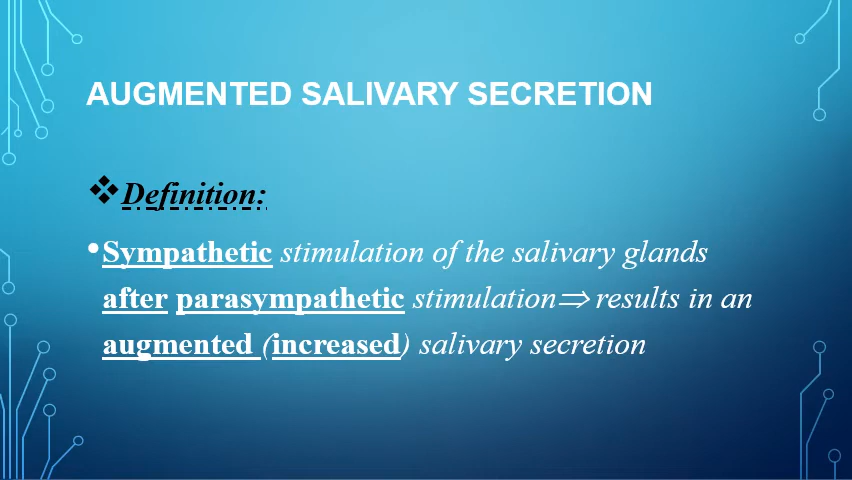 AUGMENTED SALIVARY SECRETION
❖Definition:
•Sympathetic stimulation of the salivary glands
after parasympathetic stimulation⇒ results in an
augmented (increased) salivary secretion